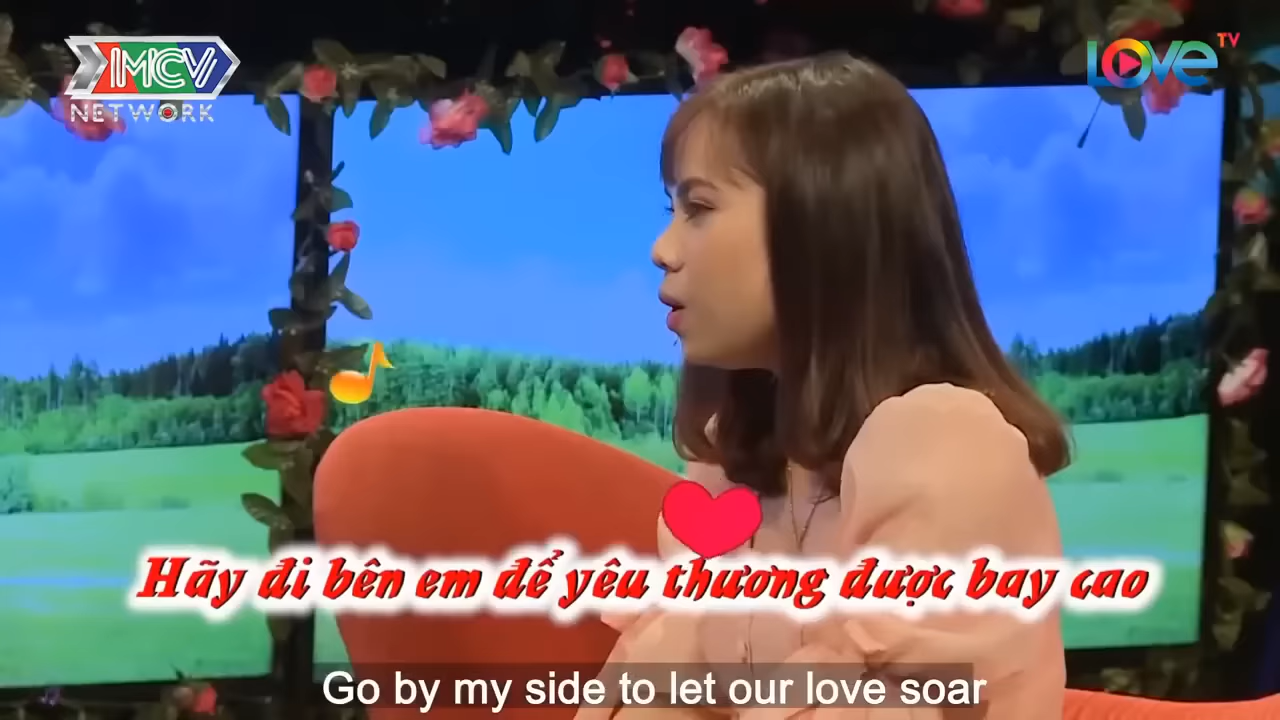 MCV
NETWORK
LOVE TV
Hãy đi bên em để yêu thương được bay cao
Go by my side to let our love soar